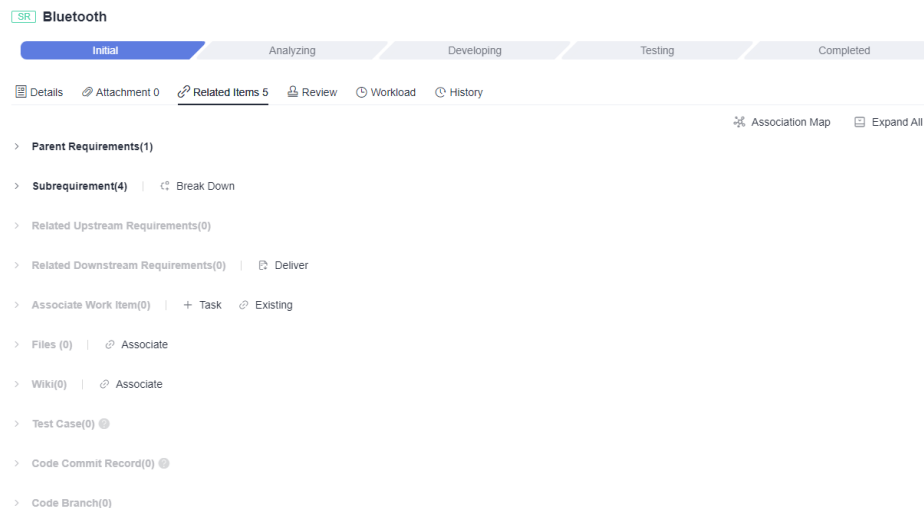 SR Bluetooth
Initial Analyzing Developing Testing Completed
Details Attachment 0 Related Items 5 Review Workload History
Association Map Expand All
Parent Requirements(1)
Subrequirement(4) Break Down
Related Upstream Requirements(0)
Related Downstream Requirements(0) Deliver
Associate Work Item(0) + Task Existing
Files (0) Associate
Wiki(0) Associate
Test Case(0) ?
Code Commit Record(0) ?
Code Branch(0)